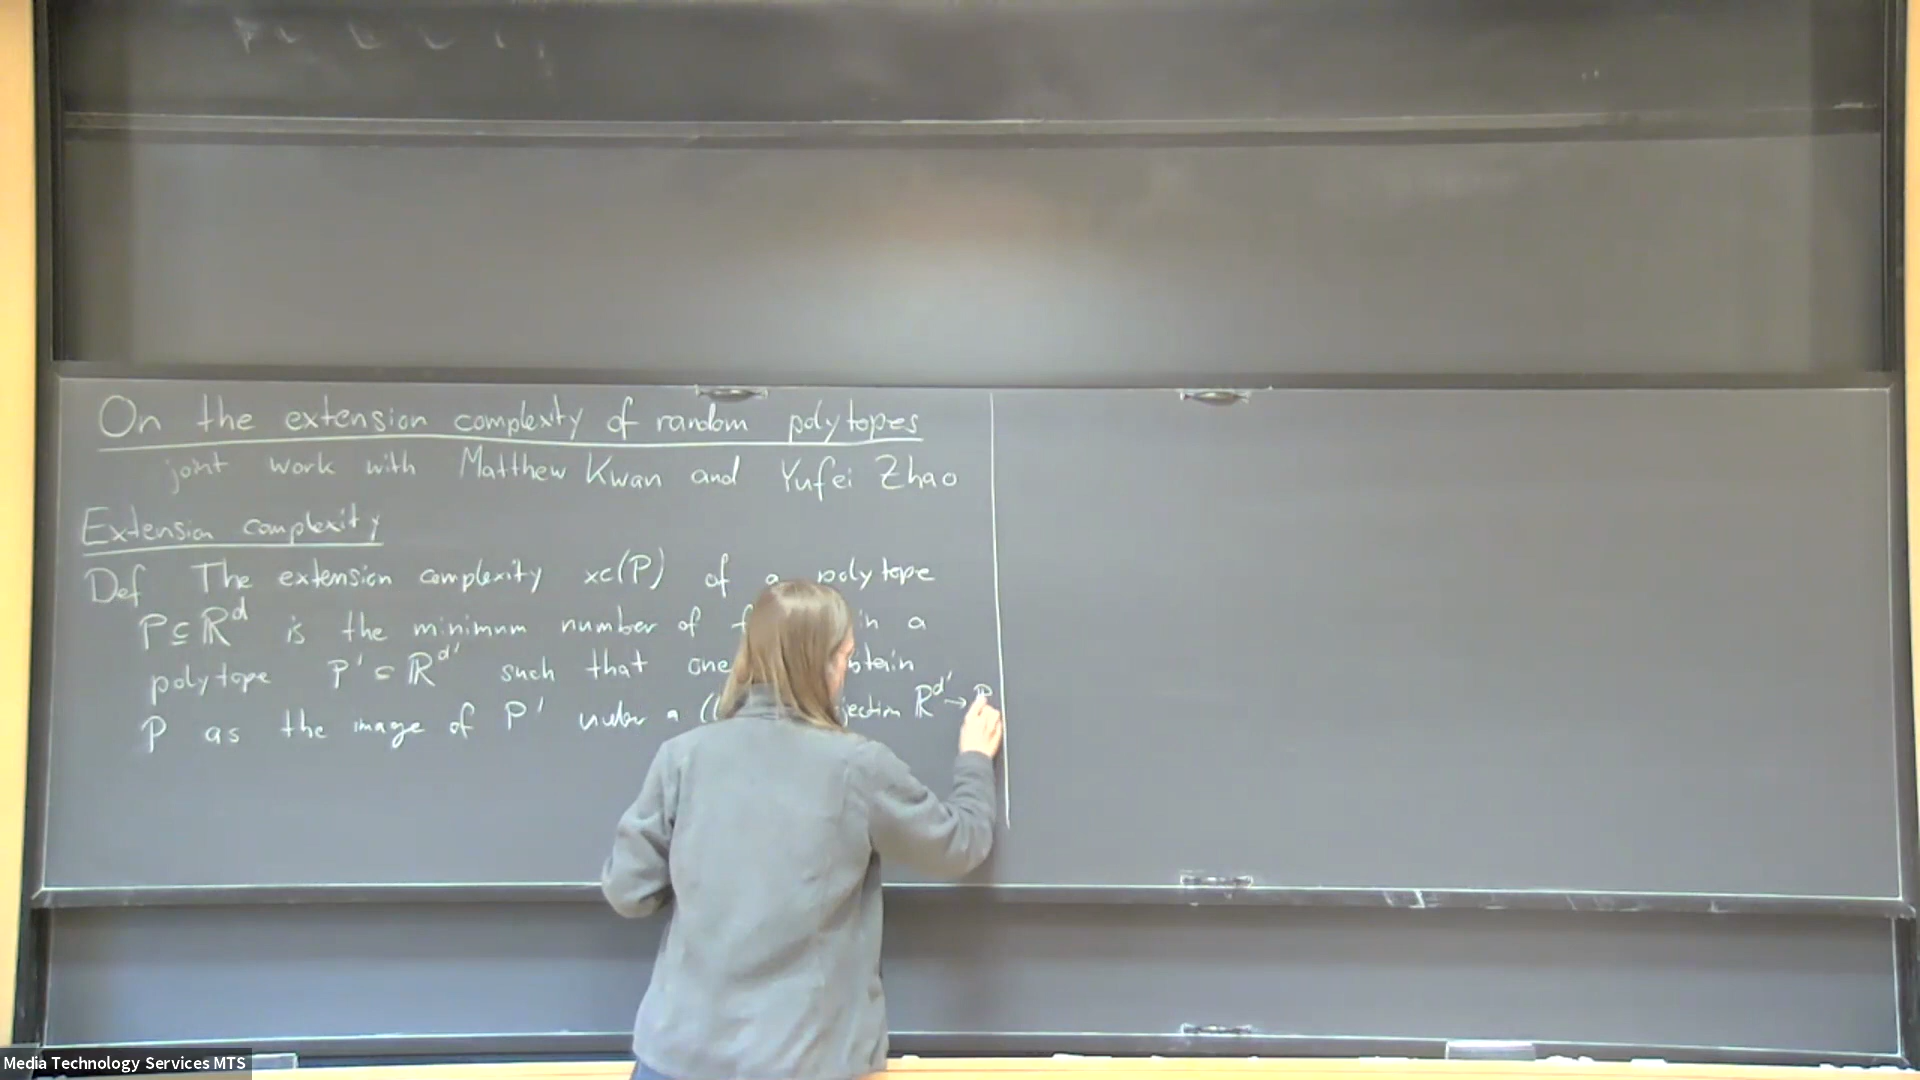 On the extension complexity of random polytopes
joint work with Matthew Kwan and Yufei Zhao
Extension complexity
Def The extension complexity xc(P) of a polytope
P ⊆ ℝ^d is the minimum number of in a
polytope P' ⊆ ℝ^d' such that one
P as the image of P' under a ℝ^d' →
Media Technology Services MTS